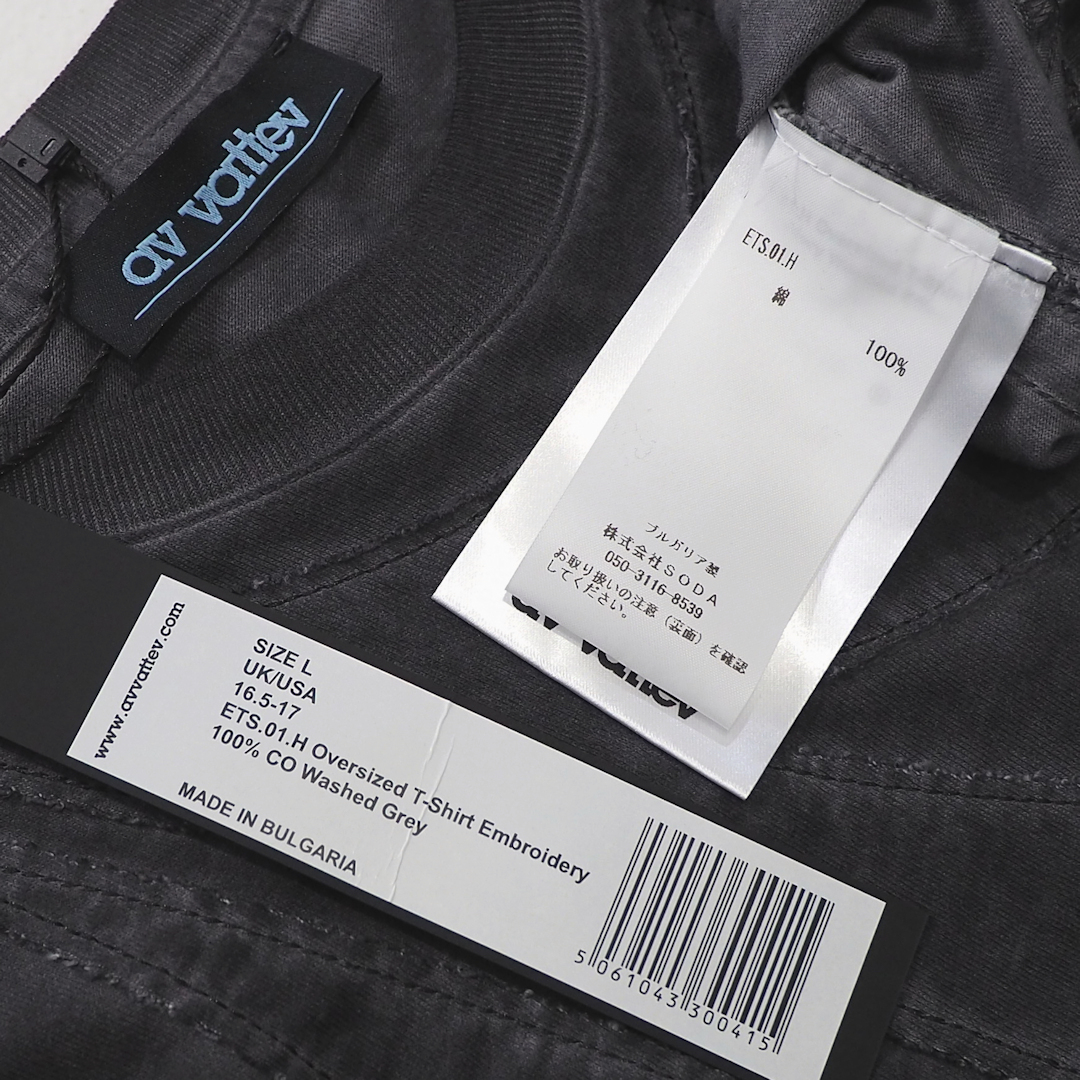 av vattev
ETS.01.H
綿
100%
ブルガリア製
株式会社SODA
050-3116-8539
お取り扱いの注意（裏面）を確認
してください。
av vattev
www.avvattev.com
SIZE L
UK/USA
16.5-17
ETS.01.H Oversized T-Shirt Embroidery
100% CO Washed Grey
MADE IN BULGARIA
5 061043 300415